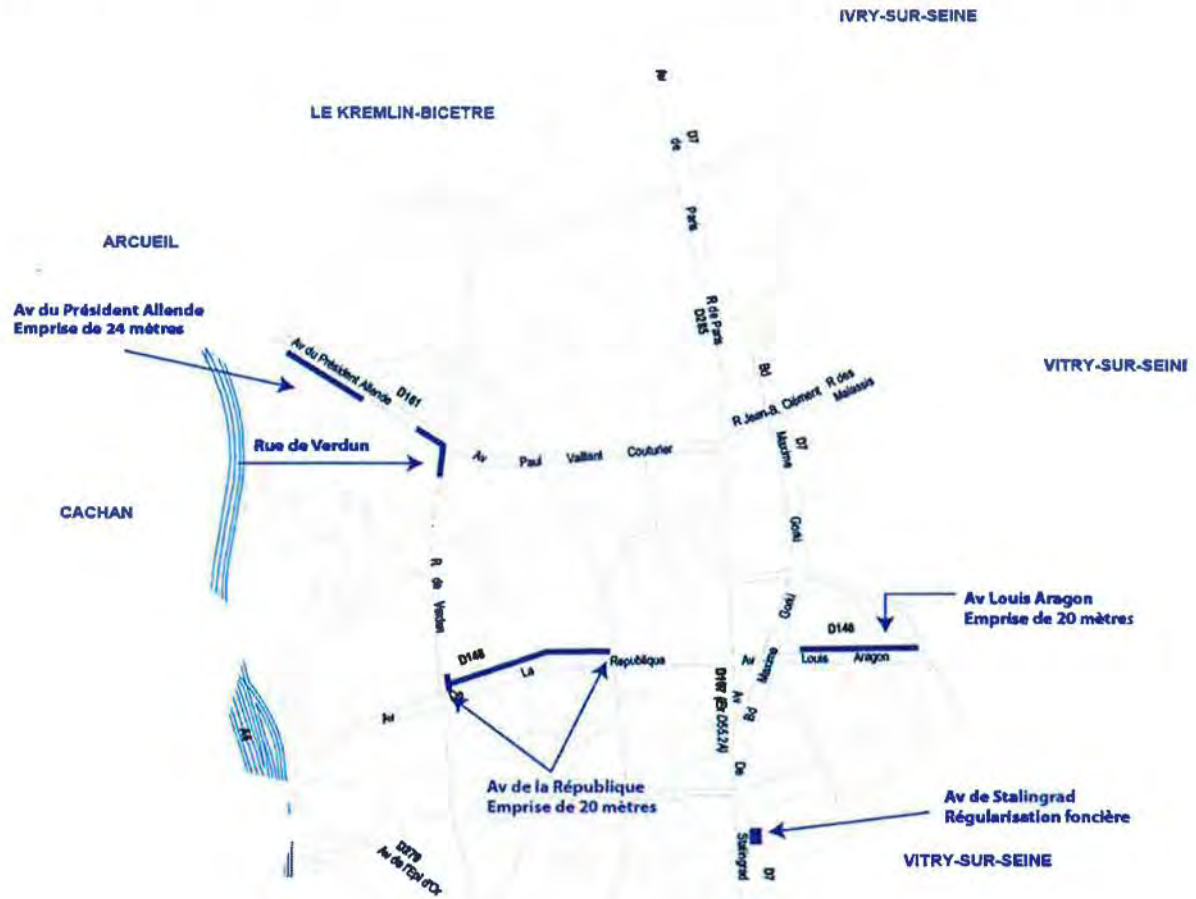 IVRY-SUR-SEINE
Av
D7
de
LE KREMLIN-BICETRE
Paris
ARCUEIL
Av du Président Allende
Emprise de 24 mètres
R de Paris
D285
Av du Président Allende
D161
Bd
VITRY-SUR-SEINE
R Jean-B. Clément
R des
Malassis
Rue de Verdun
Av Paul Vaillant Couturier
D7
Maxime
CACHAN
Gorki
R de Verdun
Av Louis Aragon
Emprise de 20 mètres
Gorki
D148
D148
La
République
Av
Maxime
Louis Aragon
Av
Bd
A6
De
Av de la République
Emprise de 20 mètres
Av de Stalingrad
Régularisation foncière
Stalingrad
D7
D279
Av de l'Epi d'Or
VITRY-SUR-SEINE